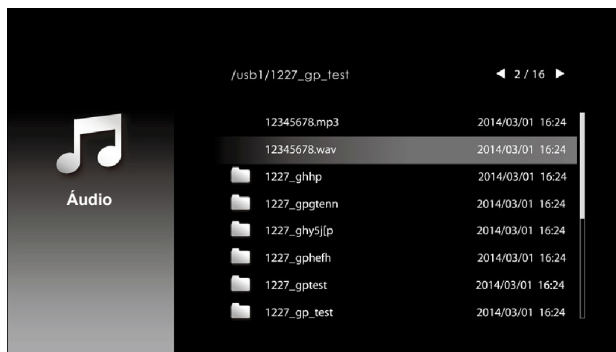 /usb1/1227_gp_test ◀ 2 / 16 ▶
12345678.mp3 2014/03/01 16:24
12345678.wav 2014/03/01 16:24
1227_ghhp 2014/03/01 16:24
1227_gpgtenn 2014/03/01 16:24
Áudio
1227_ghy5j[p 2014/03/01 16:24
1227_gphefh 2014/03/01 16:24
1227_gptest 2014/03/01 16:24
1227_gp_test 2014/03/01 16:24